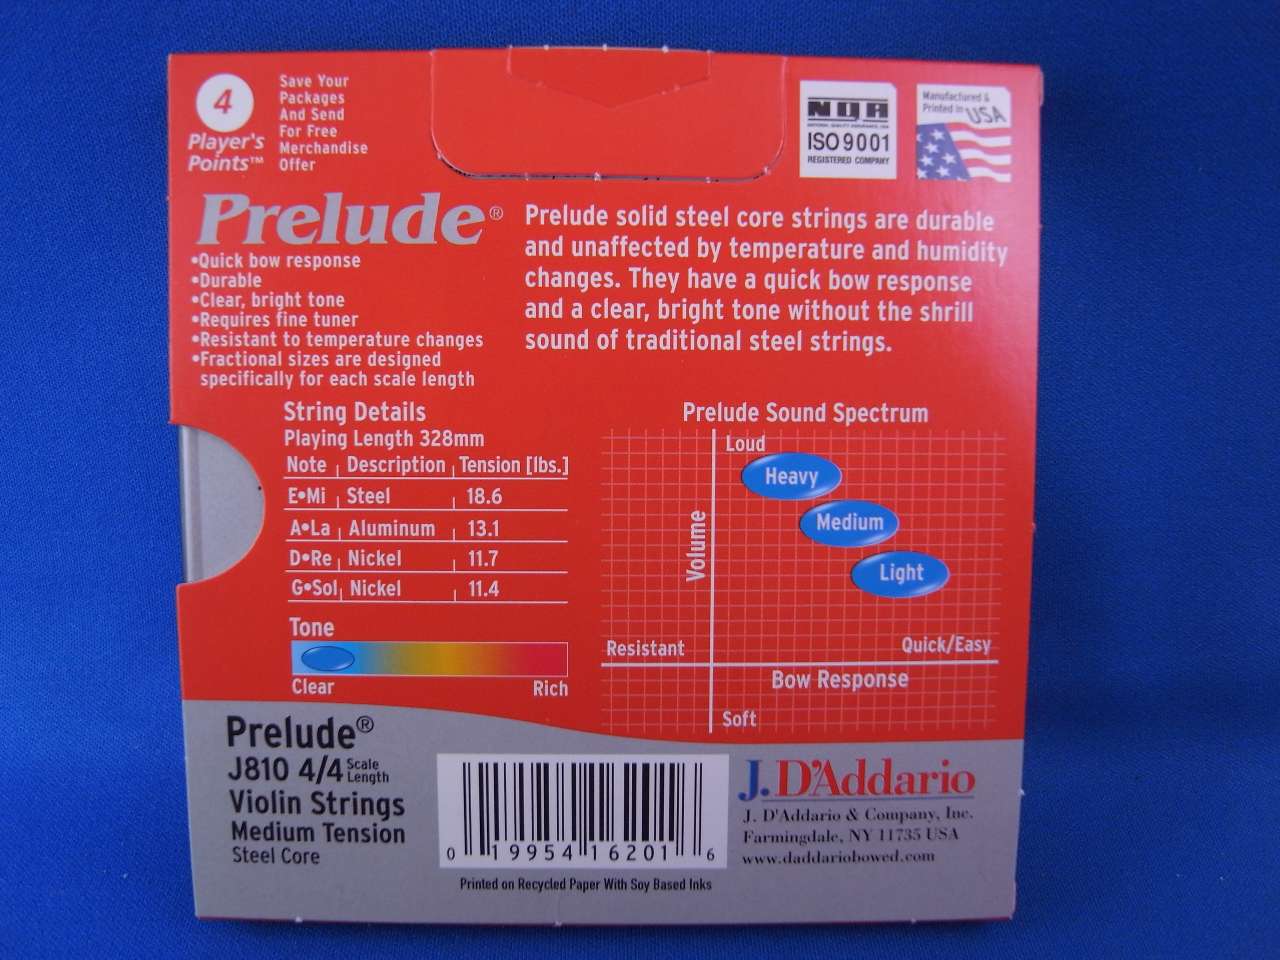 4
Player's
Points™
Save Your
Packages
And Send
For Free
Merchandise
Offer
NQA
NATIONAL QUALITY ASSURANCE, USA
ISO 9001
REGISTERED COMPANY
Manufactured &
Printed in USA
Prelude®
•Quick bow response
•Durable
•Clear, bright tone
•Requires fine tuner
•Resistant to temperature changes
•Fractional sizes are designed
specifically for each scale length
Prelude solid steel core strings are durable
and unaffected by temperature and humidity
changes. They have a quick bow response
and a clear, bright tone without the shrill
sound of traditional steel strings.
String Details
Playing Length 328mm
Note Description Tension [lbs.]
E•Mi Steel 18.6
A•La Aluminum 13.1
D•Re Nickel 11.7
G•Sol Nickel 11.4
Tone
Clear Rich
Prelude Sound Spectrum
Loud
Heavy
Medium
Light
Volume
Resistant Quick/Easy
Bow Response
Soft
Prelude®
J810 4/4 Scale Length
Violin Strings
Medium Tension
Steel Core
0 19954 16201 6
Printed on Recycled Paper With Soy Based Inks
J. D'Addario
J. D'Addario & Company, Inc.
Farmingdale, NY 11735 USA
www.daddariobowed.com